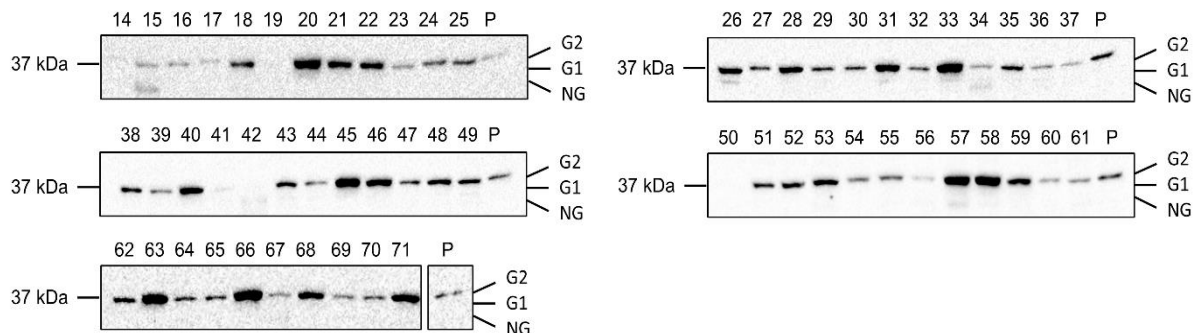 14 15 16 17 18 19 20 21 22 23 24 25 P
37 kDa
G2
G1
NG
26 27 28 29 30 31 32 33 34 35 36 37 P
37 kDa
G2
G1
NG
38 39 40 41 42 43 44 45 46 47 48 49 P
37 kDa
G2
G1
NG
50 51 52 53 54 55 56 57 58 59 60 61 P
37 kDa
G2
G1
NG
62 63 64 65 66 67 68 69 70 71 P
37 kDa
G2
G1
NG